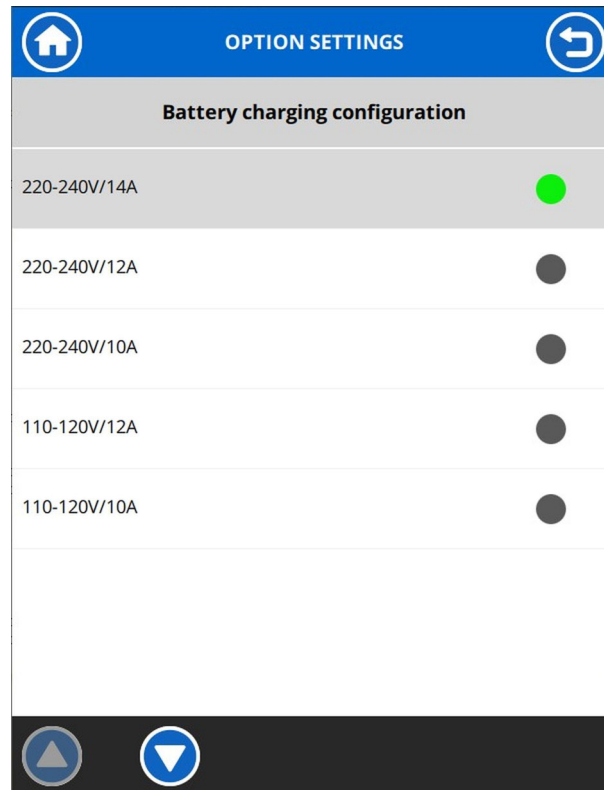 OPTION SETTINGS
Battery charging configuration
220-240V/14A
220-240V/12A
220-240V/10A
110-120V/12A
110-120V/10A